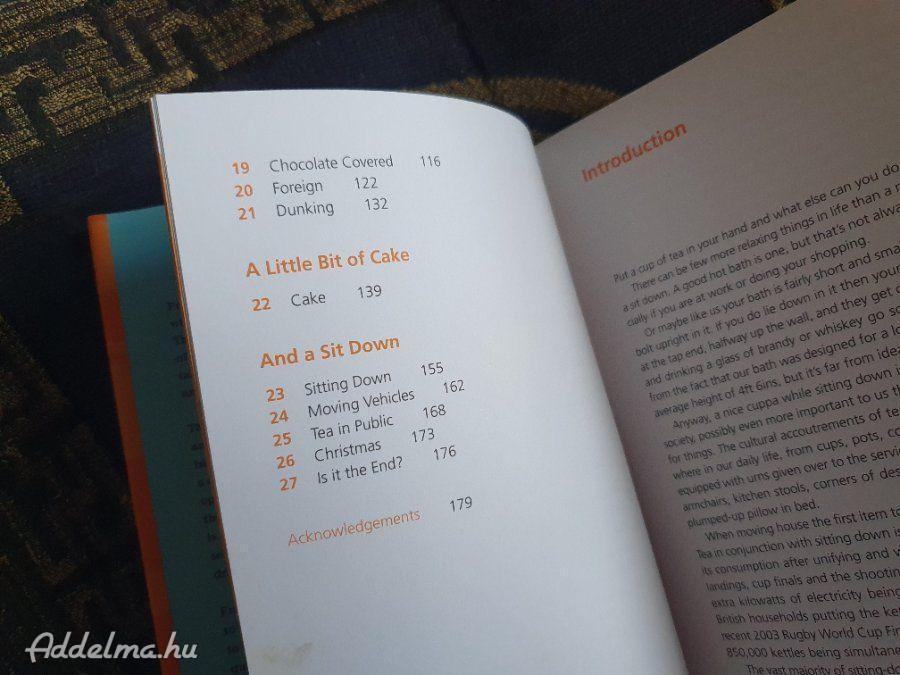 19 Chocolate Covered 116
20 Foreign 122
21 Dunking 132
A Little Bit of Cake
22 Cake 139
And a Sit Down
23 Sitting Down 155
24 Moving Vehicles 162
25 Tea in Public 168
26 Christmas 173
27 Is it the End? 176
Acknowledgements 179
Introduction
Put a cup of tea in your hand and what else can you do
There can be few more relaxing things in life than a
a sit down. A good hot bath is one, but that's not
cially if you are at work or doing your shopping.
Or maybe like us your bath is fairly short and
bolt upright in it. If you do lie down in it then your
at the tap end, halfway up the wall, and they get
and drinking a glass of brandy or whiskey go
from the fact that our bath was designed for a
average height of 4ft 6ins, but it's far from
Anyway, a nice cuppa while sitting down
society, possibly even more important to us
for things. The cultural accoutrements of
where in our daily life, from cups, pots,
equipped with urns given over to the
armchairs, kitchen stools, corners of
plumped-up pillow in bed.
When moving house the first item
Tea in conjunction with sitting down
its consumption after unifying and
landings, cup finals and the shooting
extra kilowatts of electricity being
British households putting the
recent 2003 Rugby World Cup
850,000 kettles being
The vast majority of
Addelma.hu